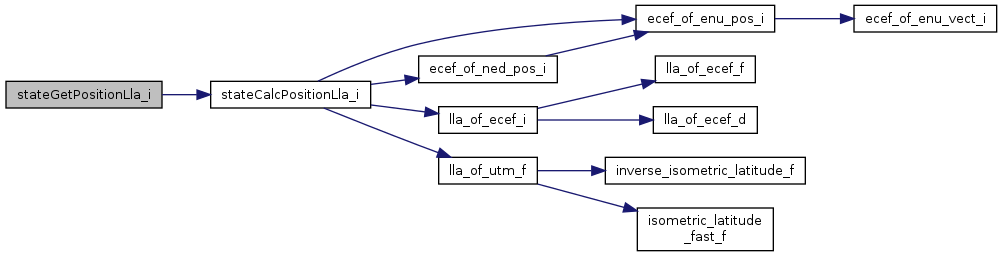 stateGetPositionLla_i
stateCalcPositionLla_i
ecef_of_enu_pos_i
ecef_of_enu_vect_i
ecef_of_ned_pos_i
lla_of_ecef_i
lla_of_ecef_f
lla_of_ecef_d
lla_of_utm_f
inverse_isometric_latitude_f
isometric_latitude
_fast_f